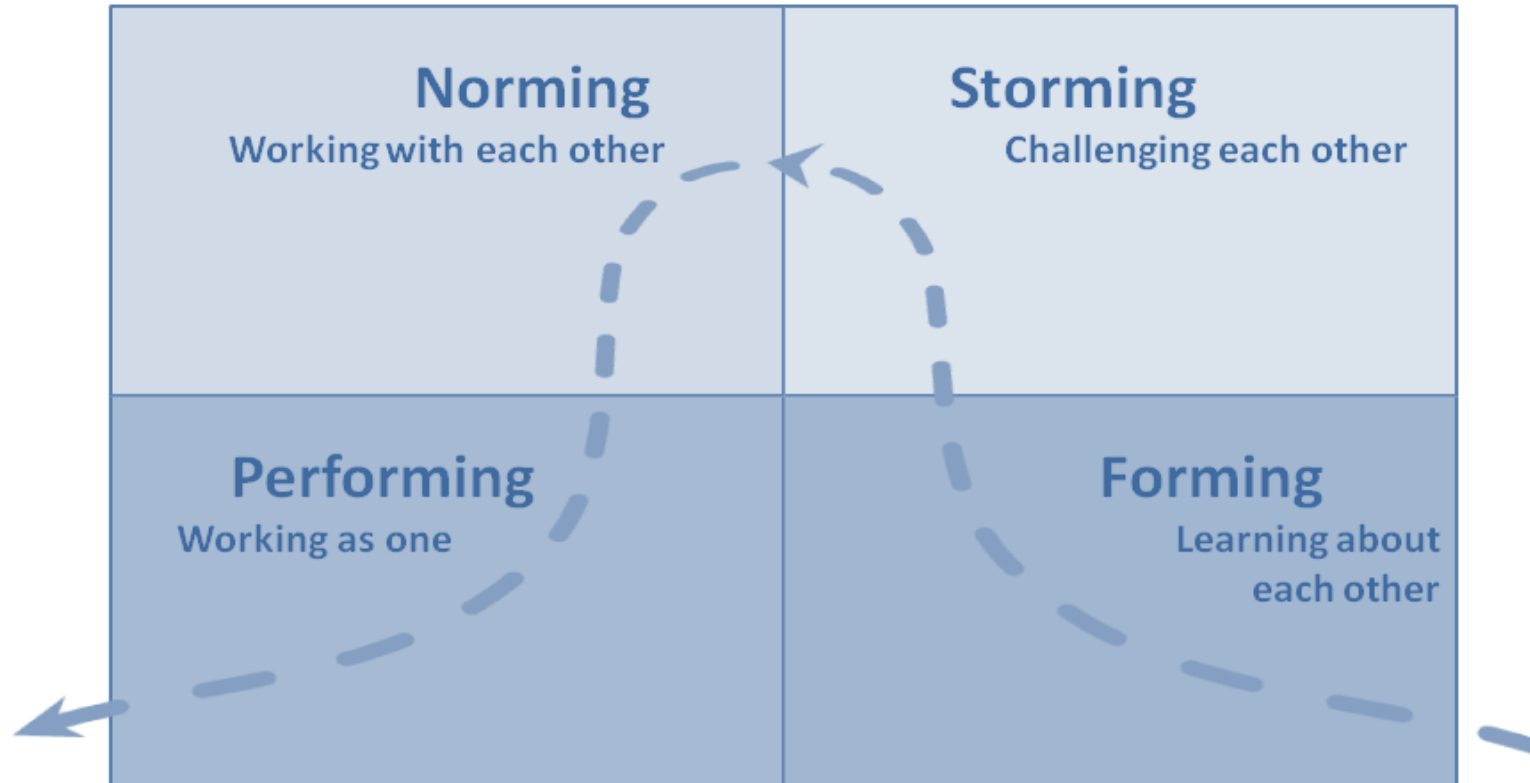 Norming
Working with each other
Storming
Challenging each other
Performing
Working as one
Forming
Learning about
each other